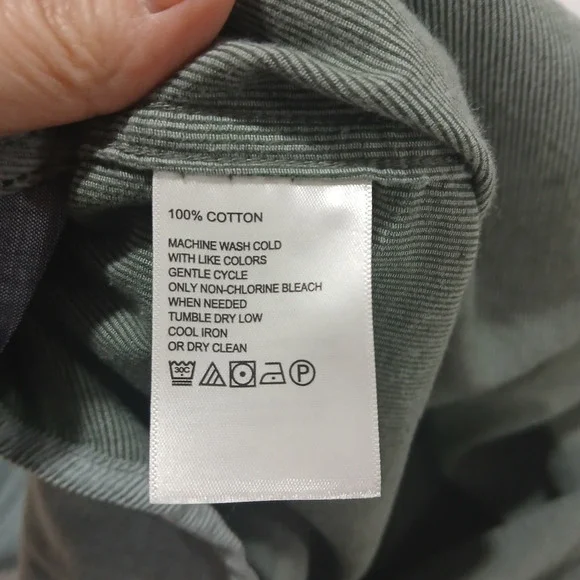 100% COTTON
MACHINE WASH COLD
WITH LIKE COLORS
GENTLE CYCLE
ONLY NON-CHLORINE BLEACH
WHEN NEEDED
TUMBLE DRY LOW
COOL IRON
OR DRY CLEAN
30C P